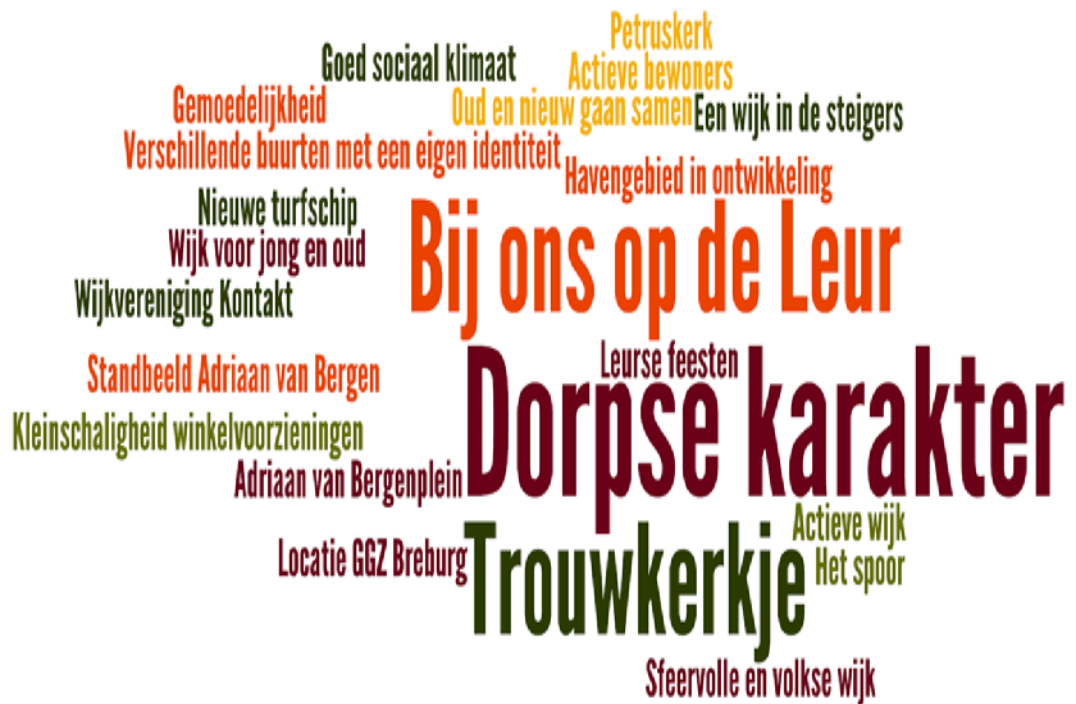 Petruskerk
Goed sociaal klimaat
Actieve bewoners
Gemoedelijkheid
Oud en nieuw gaan samen
Een wijk in de steigers
Verschillende buurten met een eigen identiteit
Havengebied in ontwikkeling
Nieuwe turfschip
Bij ons op de Leur
Wijk voor jong en oud
Wijkvereniging Kontakt
Leurse feesten
Standbeeld Adriaan van Bergen
Dorpse karakter
Kleinschaligheid winkelvoorzieningen
Adriaan van Bergenplein
Actieve wijk
Locatie GGZ Breburg
Trouwkerkje
Het spoor
Sfeervolle en volkse wijk